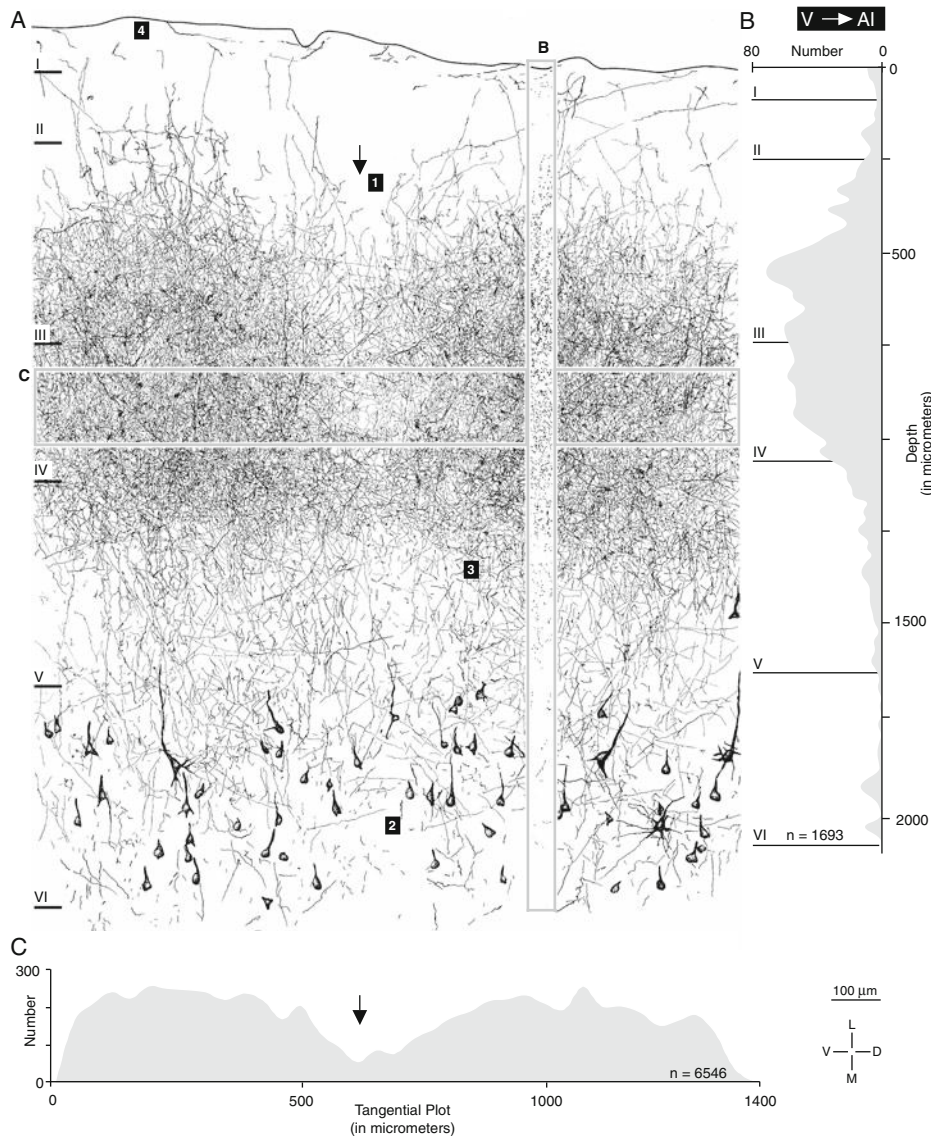 A
B
V → AI
80 Number 0
4
B
0
I
I
II
II
1
500
III
III
C
Depth
(in micrometers)
IV
IV
3
1500
V
V
2
2000
VI n = 1693
VI
C
300
Number
0
n = 6546
0 500 1000 1400
Tangential Plot
(in micrometers)
100 µm
L
V D
M